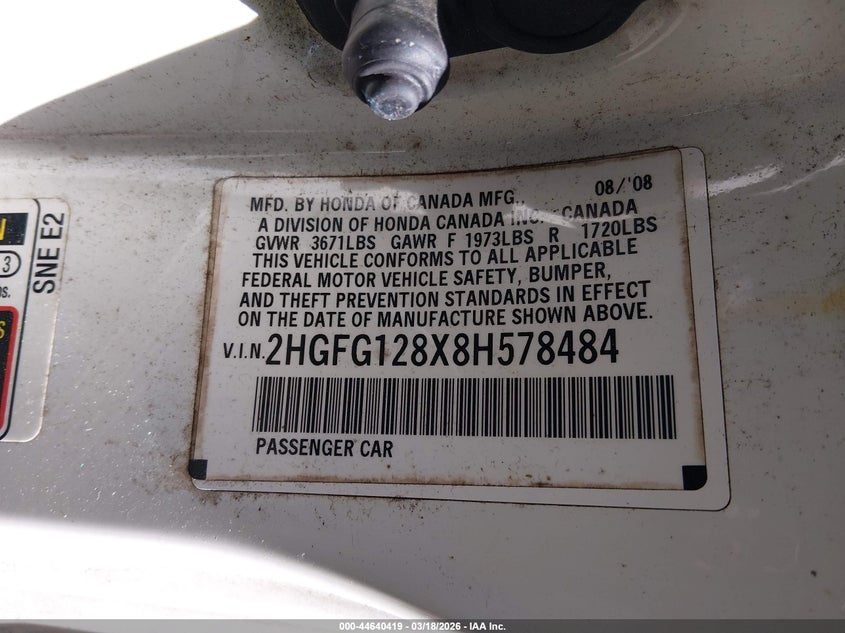 MFD. BY HONDA OF CANADA MFG. 08/'08
A DIVISION OF HONDA CANADA INC. CANADA
GVWR 3671LBS GAWR F 1973LBS R 1720LBS
THIS VEHICLE CONFORMS TO ALL APPLICABLE
FEDERAL MOTOR VEHICLE SAFETY, BUMPER,
AND THEFT PREVENTION STANDARDS IN EFFECT
ON THE DATE OF MANUFACTURE SHOWN ABOVE.
V.I.N. 2HGFG128X8H578484
PASSENGER CAR
SNE E2
3
000-44640419 - 03/18/2026 - IAA Inc.